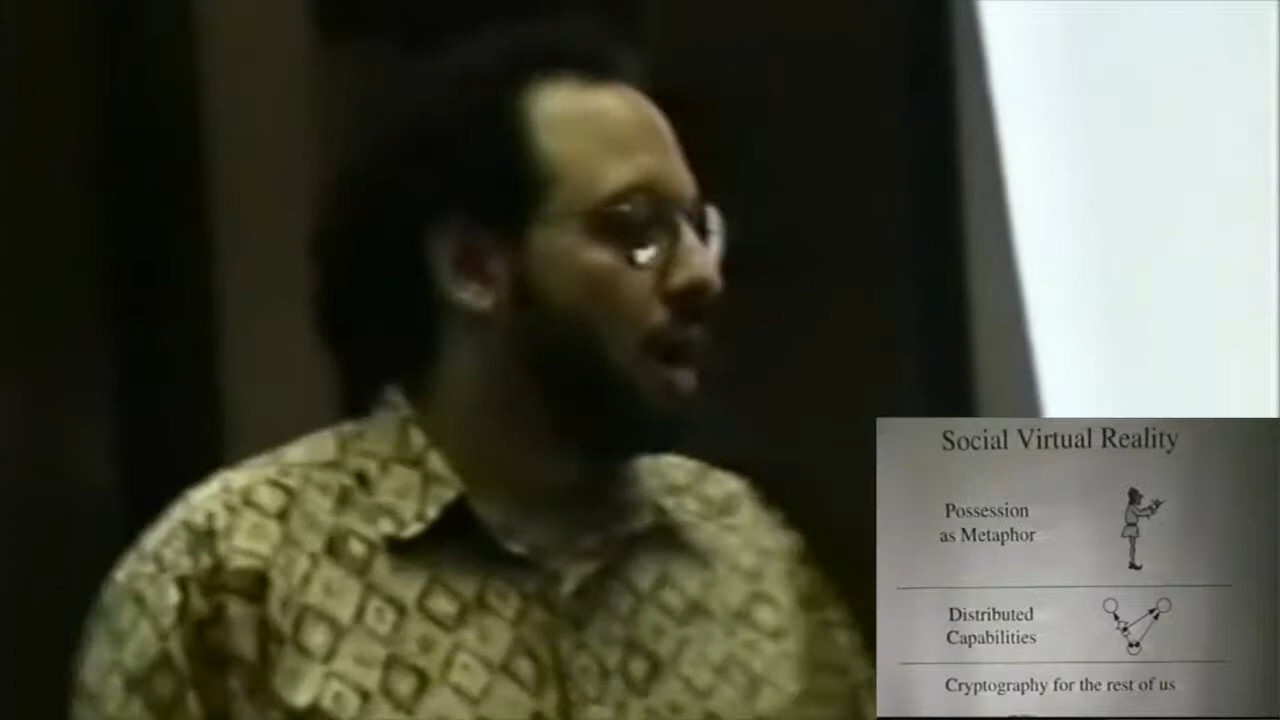 Social Virtual Reality
Possession
as Metaphor
Distributed
Capabilities
Cryptography for the rest of us